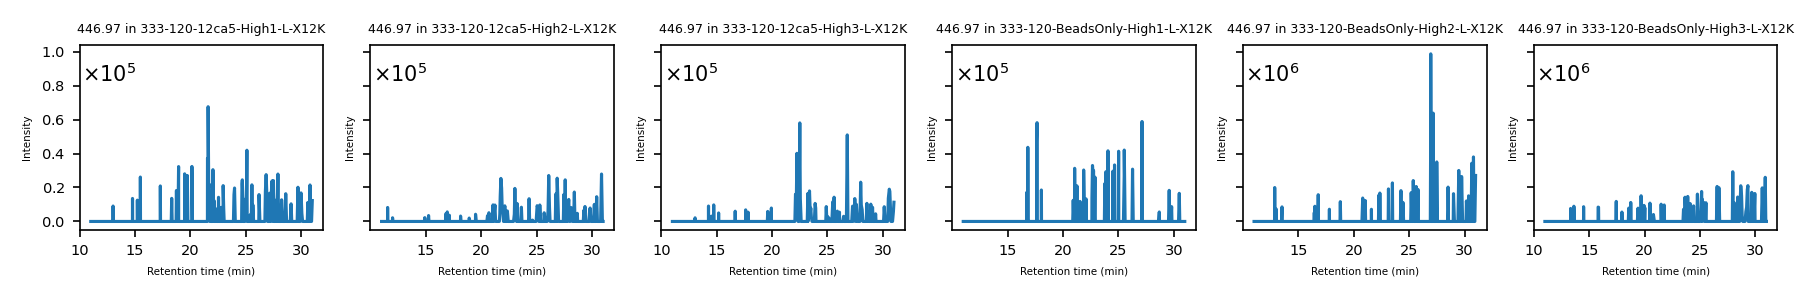 446.97 in 333-120-12ca5-High1-L-X12K
446.97 in 333-120-12ca5-High2-L-X12K
446.97 in 333-120-12ca5-High3-L-X12K
446.97 in 333-120-BeadsOnly-High1-L-X12K
446.97 in 333-120-BeadsOnly-High2-L-X12K
446.97 in 333-120-BeadsOnly-High3-L-X12K
×10⁵
×10⁵
×10⁵
×10⁵
×10⁶
×10⁶
1.0
0.8
0.6
0.4
0.2
0.0
Intensity
Intensity
Intensity
Intensity
Intensity
Intensity
10 15 20 25 30
15 20 25 30
10 15 20 25 30
15 20 25 30
15 20 25 30
10 15 20 25 30
Retention time (min)
Retention time (min)
Retention time (min)
Retention time (min)
Retention time (min)
Retention time (min)